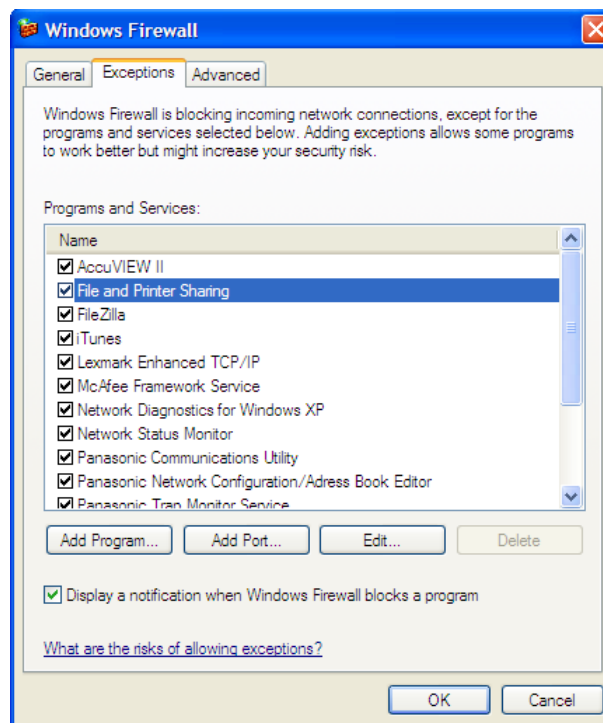 Windows Firewall
General Exceptions Advanced
Windows Firewall is blocking incoming network connections, except for the
programs and services selected below. Adding exceptions allows some programs
to work better but might increase your security risk.
Programs and Services:
Name
AccuVIEW II
File and Printer Sharing
FileZilla
iTunes
Lexmark Enhanced TCP/IP
McAfee Framework Service
Network Diagnostics for Windows XP
Network Status Monitor
Panasonic Communications Utility
Panasonic Network Configuration/Adress Book Editor
Panasonic Trap Monitor Service
Add Program... Add Port... Edit... Delete
Display a notification when Windows Firewall blocks a program
What are the risks of allowing exceptions?
OK Cancel